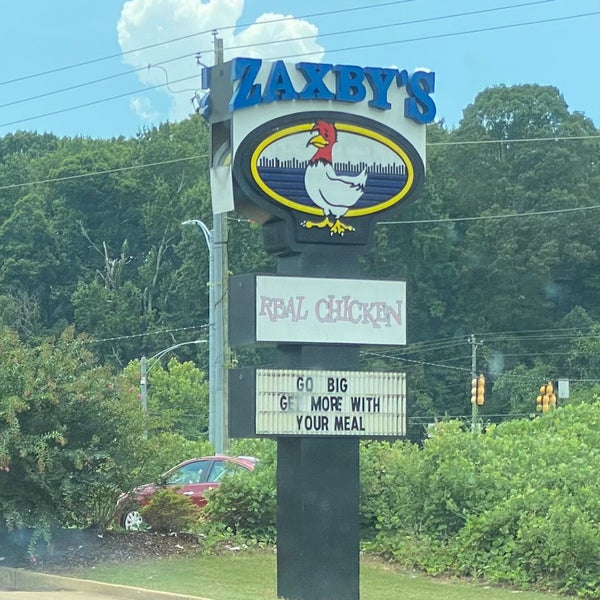 ZAXBY'S
REAL CHICKEN
GO BIG
GET MORE WITH
YOUR MEAL